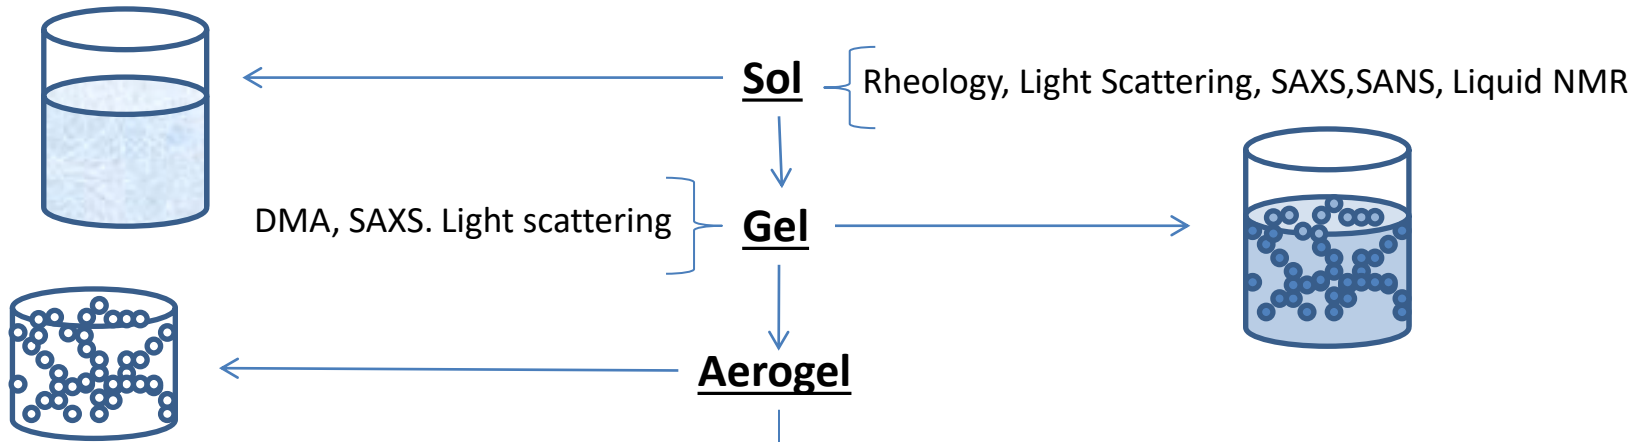 Sol
Rheology, Light Scattering, SAXS,SANS, Liquid NMR
DMA, SAXS. Light scattering
Gel
Aerogel